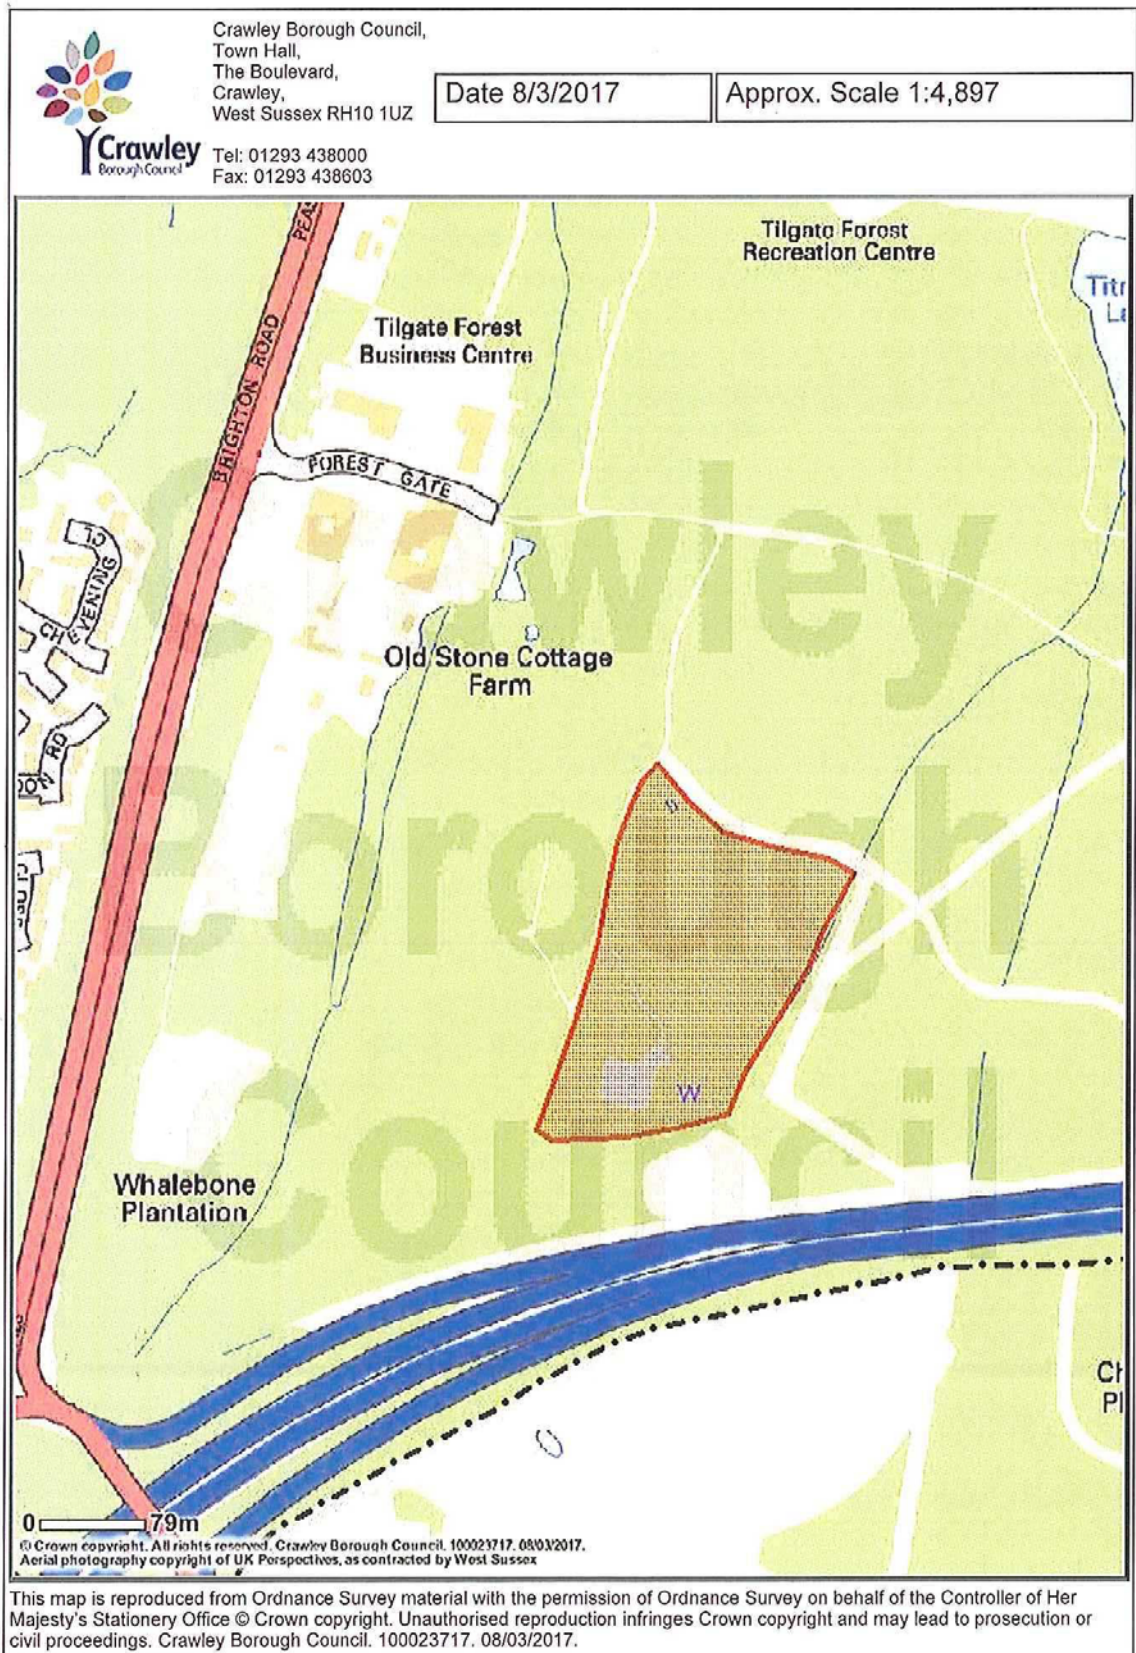 Crawley Borough Council,
Town Hall,
The Boulevard,
Crawley,
West Sussex RH10 1UZ
Date 8/3/2017
Approx. Scale 1:4,897
Crawley
Borough Council
Tel: 01293 438000
Fax: 01293 438603
PEAS
Tilgate Forest
Recreation Centre
Tilgate Forest
Business Centre
BRIGHTON ROAD
FOREST GATE
CHEVENING CL
Old Stone Cottage
Farm
DON RD
W
Whalebone
Plantation
Crawley
Borough
Council
Ch
Pl
0 79m
© Crown copyright. All rights reserved. Crawley Borough Council. 100023717. 08/03/2017.
Aerial photography copyright of UK Perspectives, as contracted by West Sussex
This map is reproduced from Ordnance Survey material with the permission of Ordnance Survey on behalf of the Controller of Her
Majesty's Stationery Office © Crown copyright. Unauthorised reproduction infringes Crown copyright and may lead to prosecution or
civil proceedings. Crawley Borough Council. 100023717. 08/03/2017.